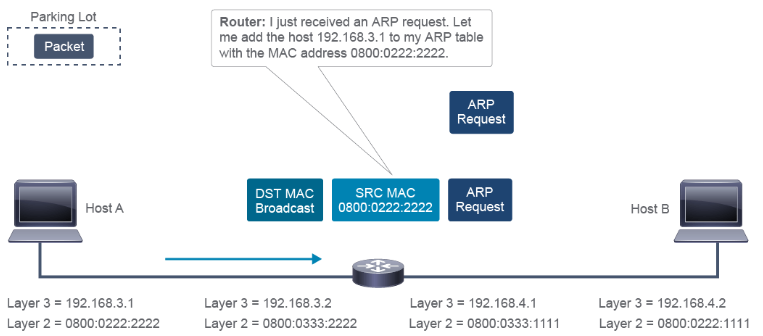 Parking Lot
Packet
Router: I just received an ARP request. Let
me add the host 192.168.3.1 to my ARP table
with the MAC address 0800:0222:2222.
ARP
Request
DST MAC
Broadcast
SRC MAC
0800:0222:2222
ARP
Request
Host A
Host B
Layer 3 = 192.168.3.1
Layer 2 = 0800:0222:2222
Layer 3 = 192.168.3.2
Layer 2 = 0800:0333:2222
Layer 3 = 192.168.4.1
Layer 2 = 0800:0333:1111
Layer 3 = 192.168.4.2
Layer 2 = 0800:0222:1111